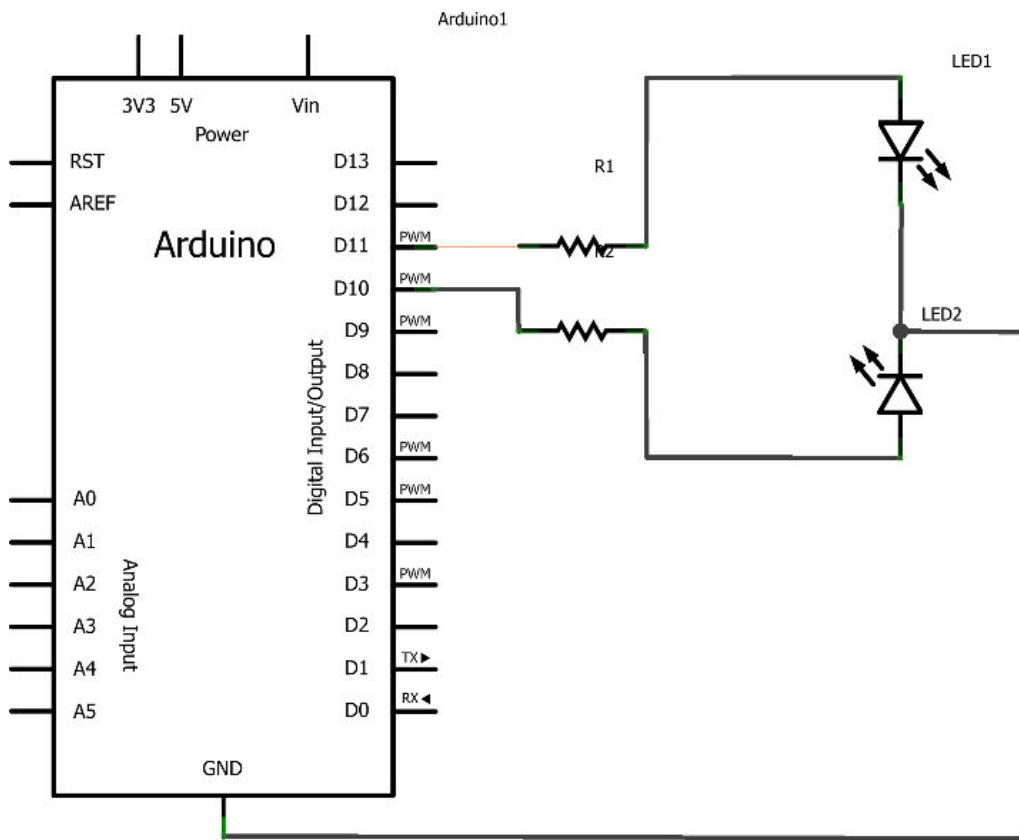 Arduino1
LED1
3V3 5V Vin
Power
RST
AREF
Arduino
D13
D12
D11 PWM
D10 PWM
D9 PWM
D8
D7
D6 PWM
D5 PWM
D4
D3 PWM
D2
D1 TX
D0 RX
Digital Input/Output
A0
A1
A2
A3
A4
A5
Analog Input
GND
R1
R2
LED2